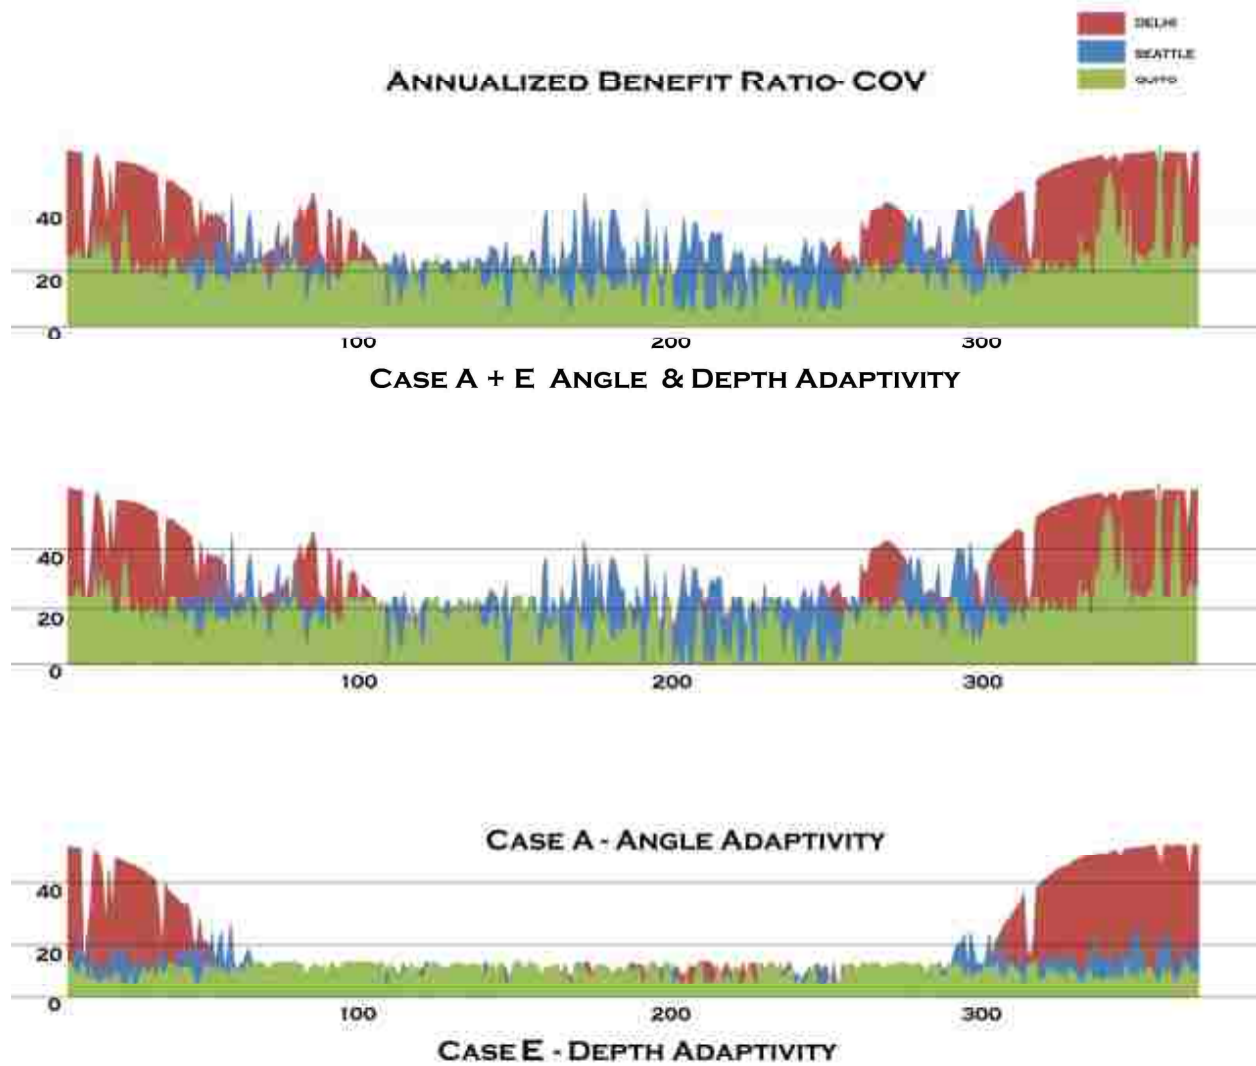 DELHI
SEATTLE
QUITO
ANNUALIZED BENEFIT RATIO- COV
40
20
0
100 200 300
CASE A + E ANGLE & DEPTH ADAPTIVITY
40
20
0
100 200 300
CASE A - ANGLE ADAPTIVITY
40
20
0
100 200 300
CASE E - DEPTH ADAPTIVITY